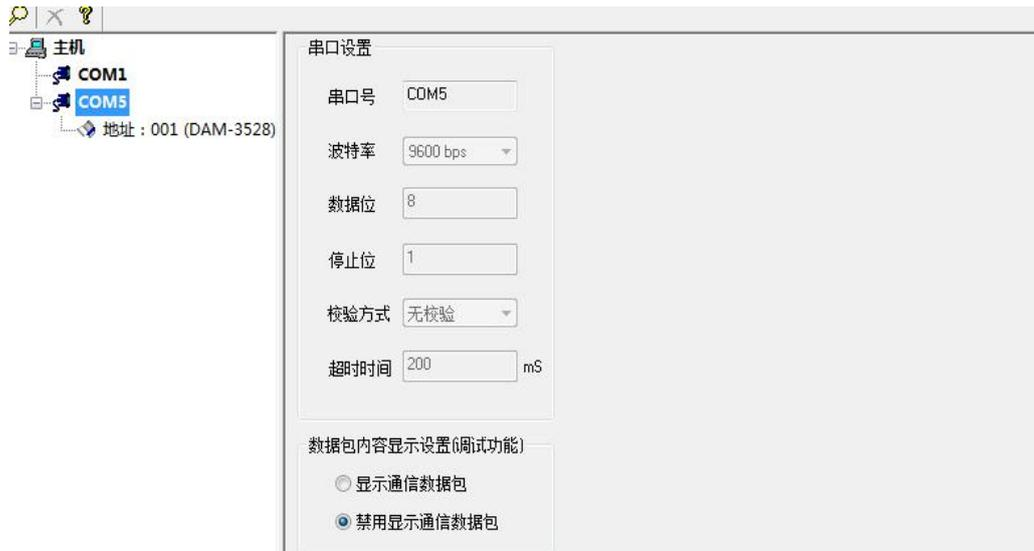 主机
COM1
COM5
地址：001 (DAM-3528)
串口设置
串口号 COM5
波特率 9600 bps
数据位 8
停止位 1
校验方式 无校验
超时时间 200 mS
数据包内容显示设置(调试功能)
显示通信数据包
禁用显示通信数据包